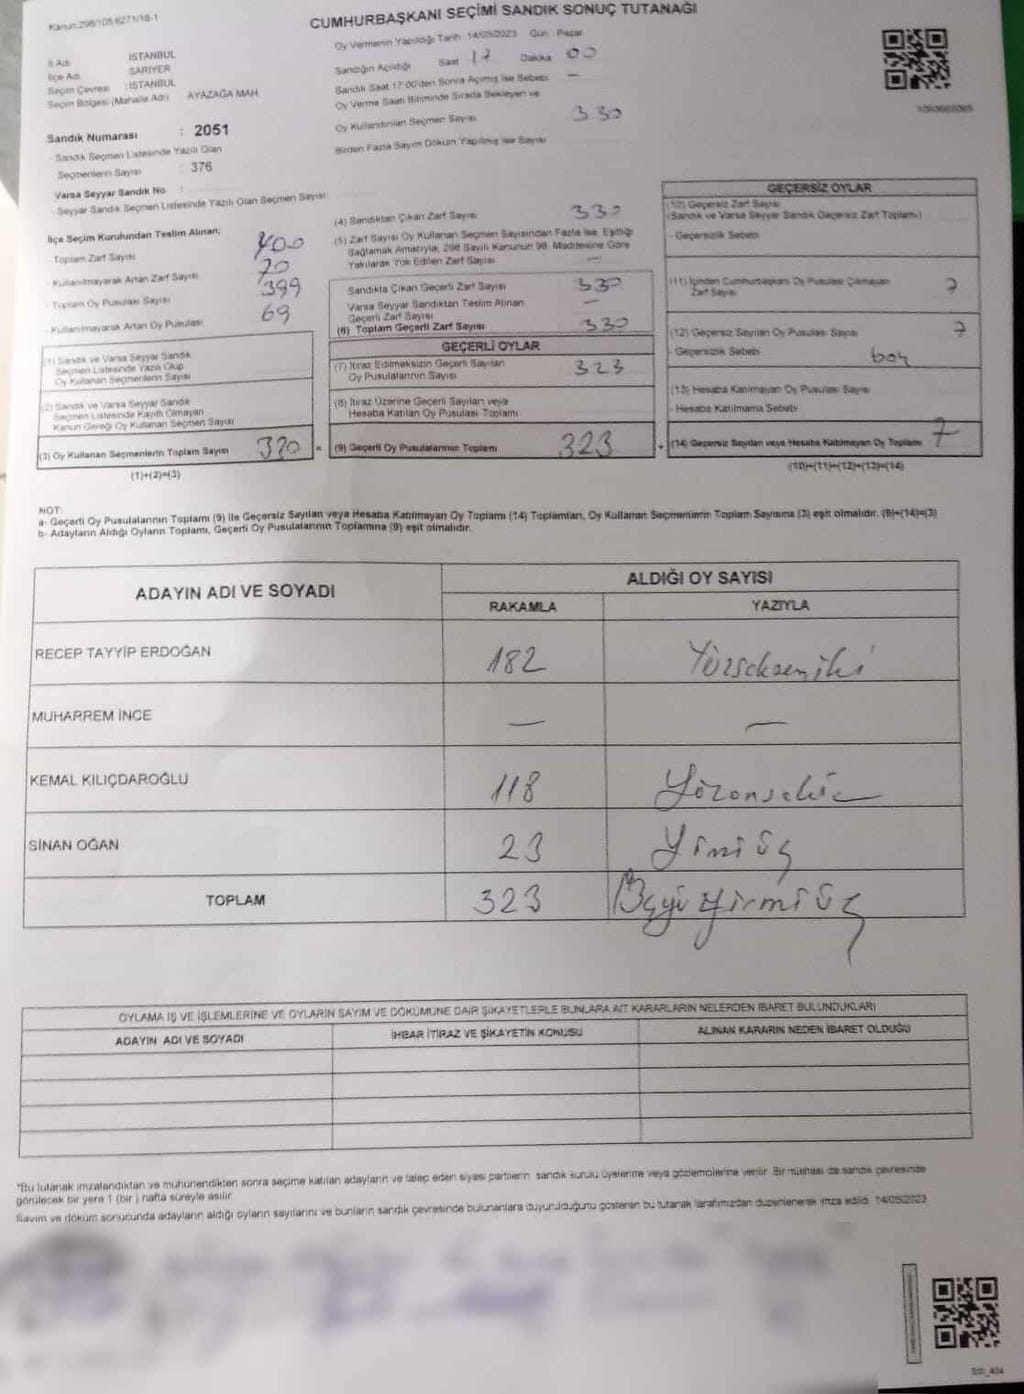 Kanun:298/105 6271/18-1
CUMHURBAŞKANI SEÇİMİ SANDIK SONUÇ TUTANAĞI
İl Adı İSTANBUL
İlçe Adı SARIYER
Seçim Çevresi : İSTANBUL
Seçim Bölgesi (Mahalle Adı) AYAZAĞA MAH.
Sandık Numarası : 2051
- Sandık Seçmen Listesinde Yazılı Olan
Seçmenlerin Sayısı : 376
Varsa Seyyar Sandık No :
- Seyyar Sandık Seçmen Listesinde Yazılı Olan Seçmen Sayısı
Oy Vermenin Yapıldığı Tarih 14/05/2023 Gün Pazar
Sandığın Açıldığı Saat 17 Dakika 00
Sandık Saat 17:00'den Sonra Açılmış İse Sebebi —
Oy Verme Saati Bitiminde Sırada Bekleyen ve
Oy Kullandırılan Seçmen Sayısı 330
Birden Fazla Sayım Döküm Yapılmış İse Sayısı
İlçe Seçim Kurulundan Teslim Alınan;
- Toplam Zarf Sayısı 400
- Kullanılmayarak Artan Zarf Sayısı 70
- Toplam Oy Pusulası Sayısı 399
- Kullanılmayarak Artan Oy Pusulası 69
(1) Sandık ve Varsa Seyyar Sandık
Seçmen Listesinde Yazılı Olup
Oy Kullanan Seçmenlerin Sayısı
(2) Sandık ve Varsa Seyyar Sandık
Seçmen Listesinde Kayıtlı Olmayan
Kanun Gereği Oy Kullanan Seçmen Sayısı
(3) Oy Kullanan Seçmenlerin Toplam Sayısı
(1)+(2)=(3)
(4) Sandıktan Çıkan Zarf Sayısı 330
(5) Zarf Sayısı Oy Kullanan Seçmen Sayısından Fazla İse, Eşitliği
Sağlamak Amacıyla, 298 Sayılı Kanunun 98. Maddesine Göre
Yakılarak Yok Edilen Zarf Sayısı —
Sandıkta Çıkan Geçerli Zarf Sayısı 330
Varsa Seyyar Sandıktan Teslim Alınan
Geçerli Zarf Sayısı —
(6) Toplam Geçerli Zarf Sayısı 330
GEÇERLİ OYLAR
(7) İtiraz Edilmeksizin Geçerli Sayılan
Oy Pusulalarının Sayısı 323
(8) İtiraz Üzerine Geçerli Sayılan veya
Hesaba Katılan Oy Pusulası Toplamı
= (9) Geçerli Oy Pusulalarının Toplamı 323
GEÇERSİZ OYLAR
(10) Geçersiz Zarf Sayısı
(Sandık ve Varsa Seyyar Sandık Geçersiz Zarf Toplamı)
- Geçersizlik Sebebi
(11) İçinden Cumhurbaşkanı Oy Pusulası Çıkmayan
Zarf Sayısı 7
(12) Geçersiz Sayılan Oy Pusulası Sayısı 7
- Geçersizlik Sebebi boş
(13) Hesaba Katılmayan Oy Pusulası Sayısı
- Hesaba Katılmama Sebebi
+ (14) Geçersiz Sayılan veya Hesaba Katılmayan Oy Toplamı 7
(10)+(11)+(12)+(13)=(14)
NOT:
a- Geçerli Oy Pusulalarının Toplamı (9) ile Geçersiz Sayılan veya Hesaba Katılmayan Oy Toplamı (14) Toplamları, Oy Kullanan Seçmenlerin Toplam Sayısına (3) eşit olmalıdır. (9)+(14)=(3)
b- Adayların Aldığı Oyların Toplamı, Geçerli Oy Pusulalarının Toplamına (9) eşit olmalıdır.
ADAYIN ADI VE SOYADI
ALDIĞI OY SAYISI
RAKAMLA YAZIYLA
RECEP TAYYİP ERDOĞAN 182 Yüzsekseniki
MUHARREM İNCE — —
KEMAL KILIÇDAROĞLU 118 Yüzonsekiz
SİNAN OĞAN 23
TOPLAM 323
OYLAMA İŞ VE İŞLEMLERİNE VE OYLARIN SAYIM VE DÖKÜMÜNE DAİR ŞİKAYETLERLE BUNLARA AİT KARARLARIN NELERDEN İBARET BULUNDUKLARI
ADAYIN ADI VE SOYADI İHBAR İTİRAZ VE ŞİKAYETİN KONUSU ALINAN KARARIN NEDEN İBARET OLDUĞU
*Bu tutanak imzalandıktan ve mühürlendikten sonra seçime katılan adayların ve talep eden siyasi partilerin sandık kurulu üyelerine veya gözlemcilerine verilir. Bir nüshası da sandık çevresinde
görülecek bir yere 1 (bir) hafta süreyle asılır.
Sayım ve döküm sonucunda adayların aldığı oyların sayılarını ve bunların sandık çevresinde bulunanlara duyurulduğunu gösteren bu tutanak tarafımızdan düzenlenerek imza edildi. 14/05/2023